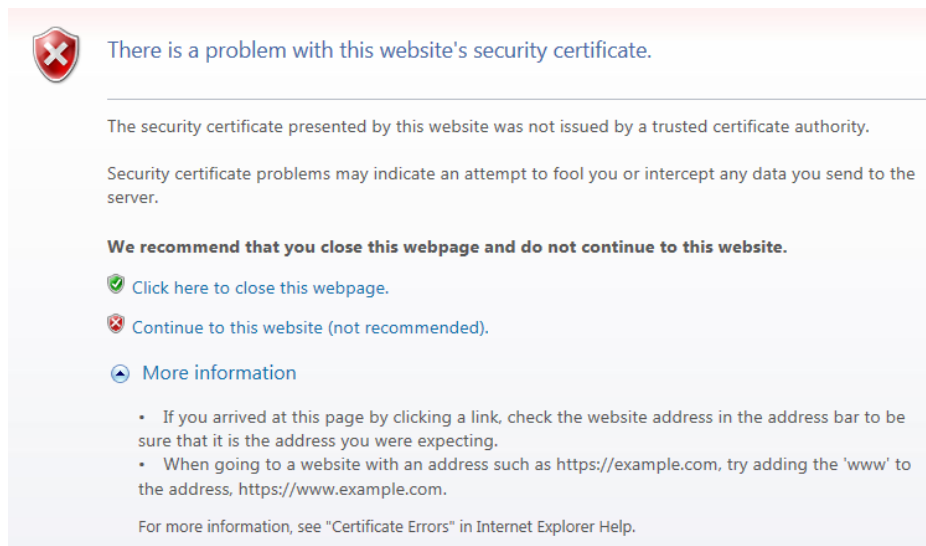 There is a problem with this website's security certificate.
The security certificate presented by this website was not issued by a trusted certificate authority.
Security certificate problems may indicate an attempt to fool you or intercept any data you send to the
server.
We recommend that you close this webpage and do not continue to this website.
Click here to close this webpage.
Continue to this website (not recommended).
More information
• If you arrived at this page by clicking a link, check the website address in the address bar to be
sure that it is the address you were expecting.
• When going to a website with an address such as https://example.com, try adding the 'www' to
the address, https://www.example.com.
For more information, see "Certificate Errors" in Internet Explorer Help.